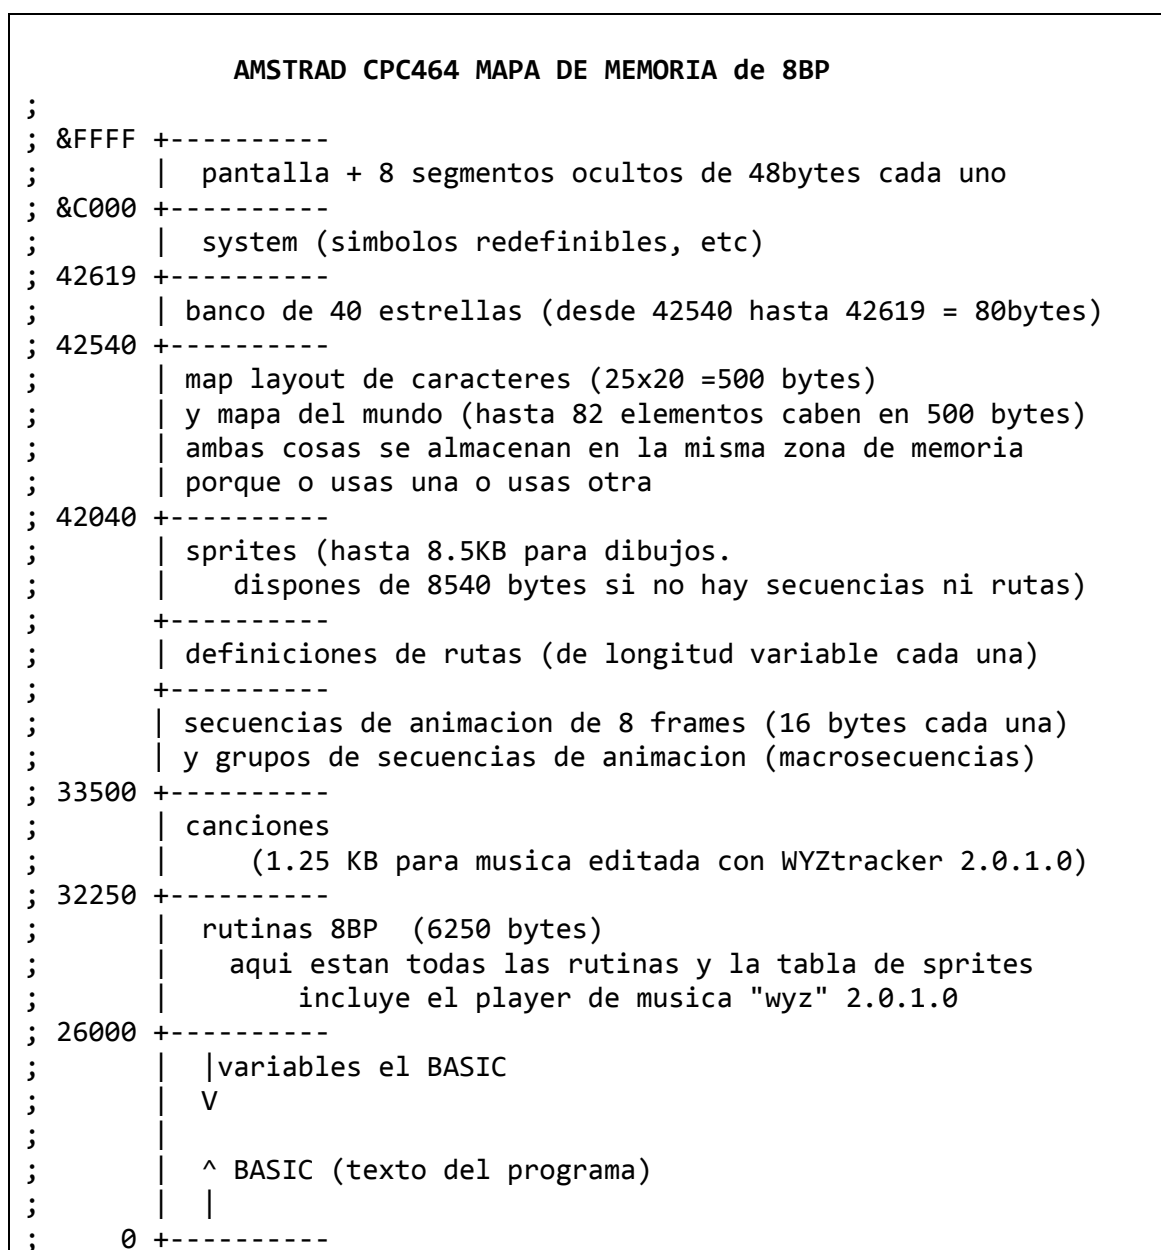 AMSTRAD CPC464 MAPA DE MEMORIA de 8BP
;
; &FFFF +----------
;       |  pantalla + 8 segmentos ocultos de 48bytes cada uno
; &C000 +----------
;       |  system (simbolos redefinibles, etc)
; 42619 +----------
;       | banco de 40 estrellas (desde 42540 hasta 42619 = 80bytes)
; 42540 +----------
;       | map layout de caracteres (25x20 =500 bytes)
;       | y mapa del mundo (hasta 82 elementos caben en 500 bytes)
;       | ambas cosas se almacenan en la misma zona de memoria
;       | porque o usas una o usas otra
; 42040 +----------
;       | sprites (hasta 8.5KB para dibujos.
;       |   dispones de 8540 bytes si no hay secuencias ni rutas)
;       +----------
;       | definiciones de rutas (de longitud variable cada una)
;       +----------
;       | secuencias de animacion de 8 frames (16 bytes cada una)
;       | y grupos de secuencias de animacion (macrosecuencias)
; 33500 +----------
;       | canciones
;       |    (1.25 KB para musica editada con WYZtracker 2.0.1.0)
; 32250 +----------
;       |  rutinas 8BP  (6250 bytes)
;       |   aqui estan todas las rutinas y la tabla de sprites
;       |       incluye el player de musica "wyz" 2.0.1.0
; 26000 +----------
;       |  |variables el BASIC
;       |  V
;       |
;       |  ^ BASIC (texto del programa)
;       |  |
;     0 +----------